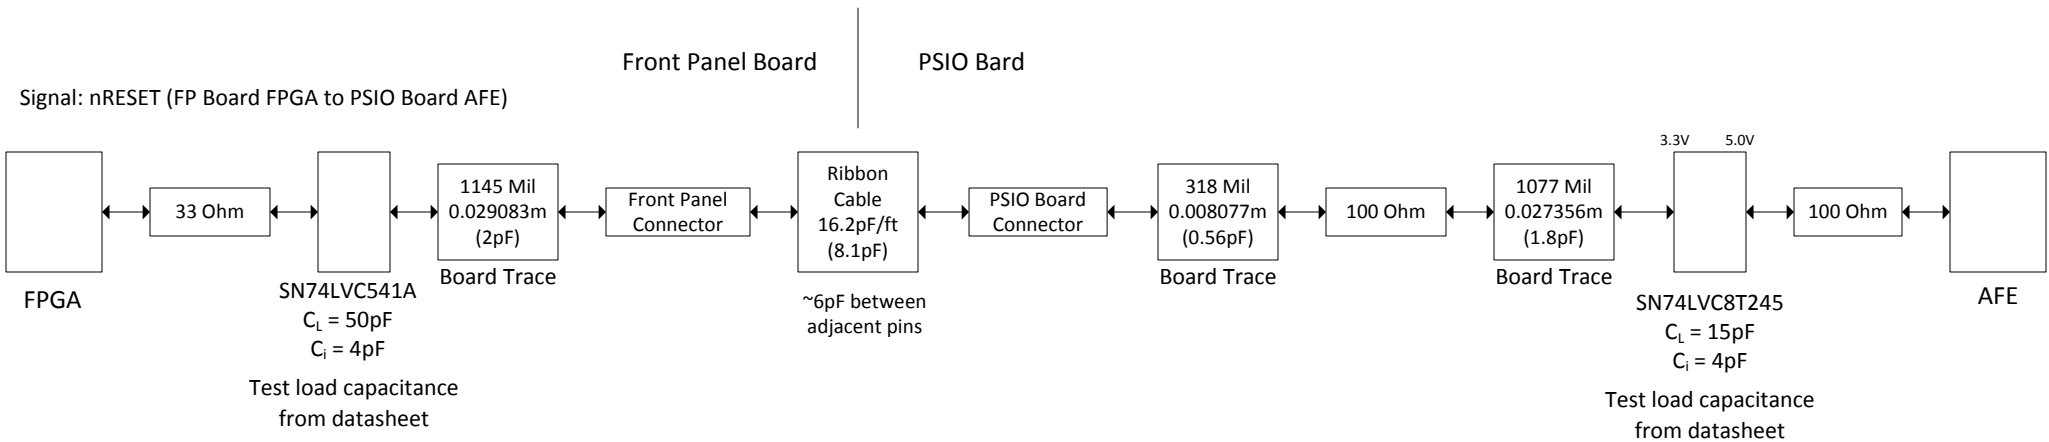 Front Panel Board
PSIO Bard
Signal: nRESET (FP Board FPGA to PSIO Board AFE)
FPGA
33 Ohm
SN74LVC541A
CL = 50pF
Ci = 4pF
Test load capacitance
from datasheet
1145 Mil
0.029083m
(2pF)
Board Trace
Front Panel
Connector
Ribbon
Cable
16.2pF/ft
(8.1pF)
~6pF between
adjacent pins
PSIO Board
Connector
318 Mil
0.008077m
(0.56pF)
Board Trace
100 Ohm
1077 Mil
0.027356m
(1.8pF)
Board Trace
3.3V
5.0V
SN74LVC8T245
CL = 15pF
Ci = 4pF
Test load capacitance
from datasheet
100 Ohm
AFE